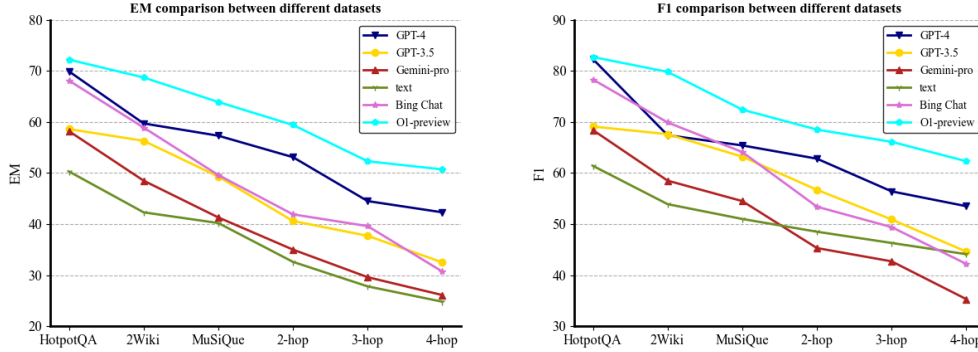 EM comparison between different datasets
80
70
60
50
40
30
20
EM
HotpotQA 2Wiki MuSiQue 2-hop 3-hop 4-hop
GPT-4
GPT-3.5
Gemini-pro
text
Bing Chat
O1-preview
F1 comparison between different datasets
90
80
70
60
50
40
30
F1
HotpotQA 2Wiki MuSiQue 2-hop 3-hop 4-hop
GPT-4
GPT-3.5
Gemini-pro
text
Bing Chat
O1-preview